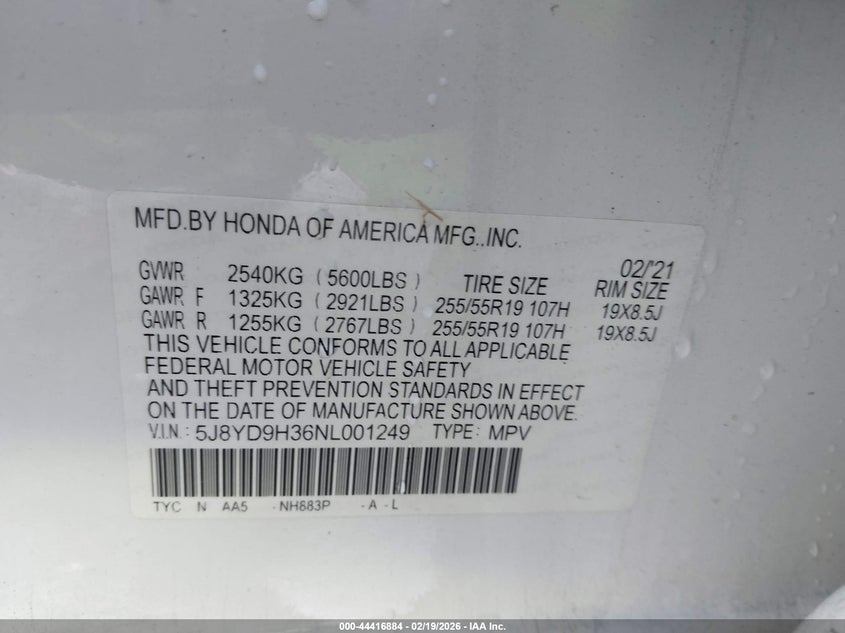 MFD.BY HONDA OF AMERICA MFG.,INC.
02/'21
GVWR 2540KG ( 5600LBS ) TIRE SIZE RIM SIZE
GAWR F 1325KG ( 2921LBS ) 255/55R19 107H 19X8.5J
GAWR R 1255KG ( 2767LBS ) 255/55R19 107H 19X8.5J
THIS VEHICLE CONFORMS TO ALL APPLICABLE
FEDERAL MOTOR VEHICLE SAFETY
AND THEFT PREVENTION STANDARDS IN EFFECT
ON THE DATE OF MANUFACTURE SHOWN ABOVE.
V.I.N.: 5J8YD9H36NL001249 TYPE: MPV
TYC N AA5 -NH883P -A -L
000-44416884 - 02/19/2026 - IAA Inc.